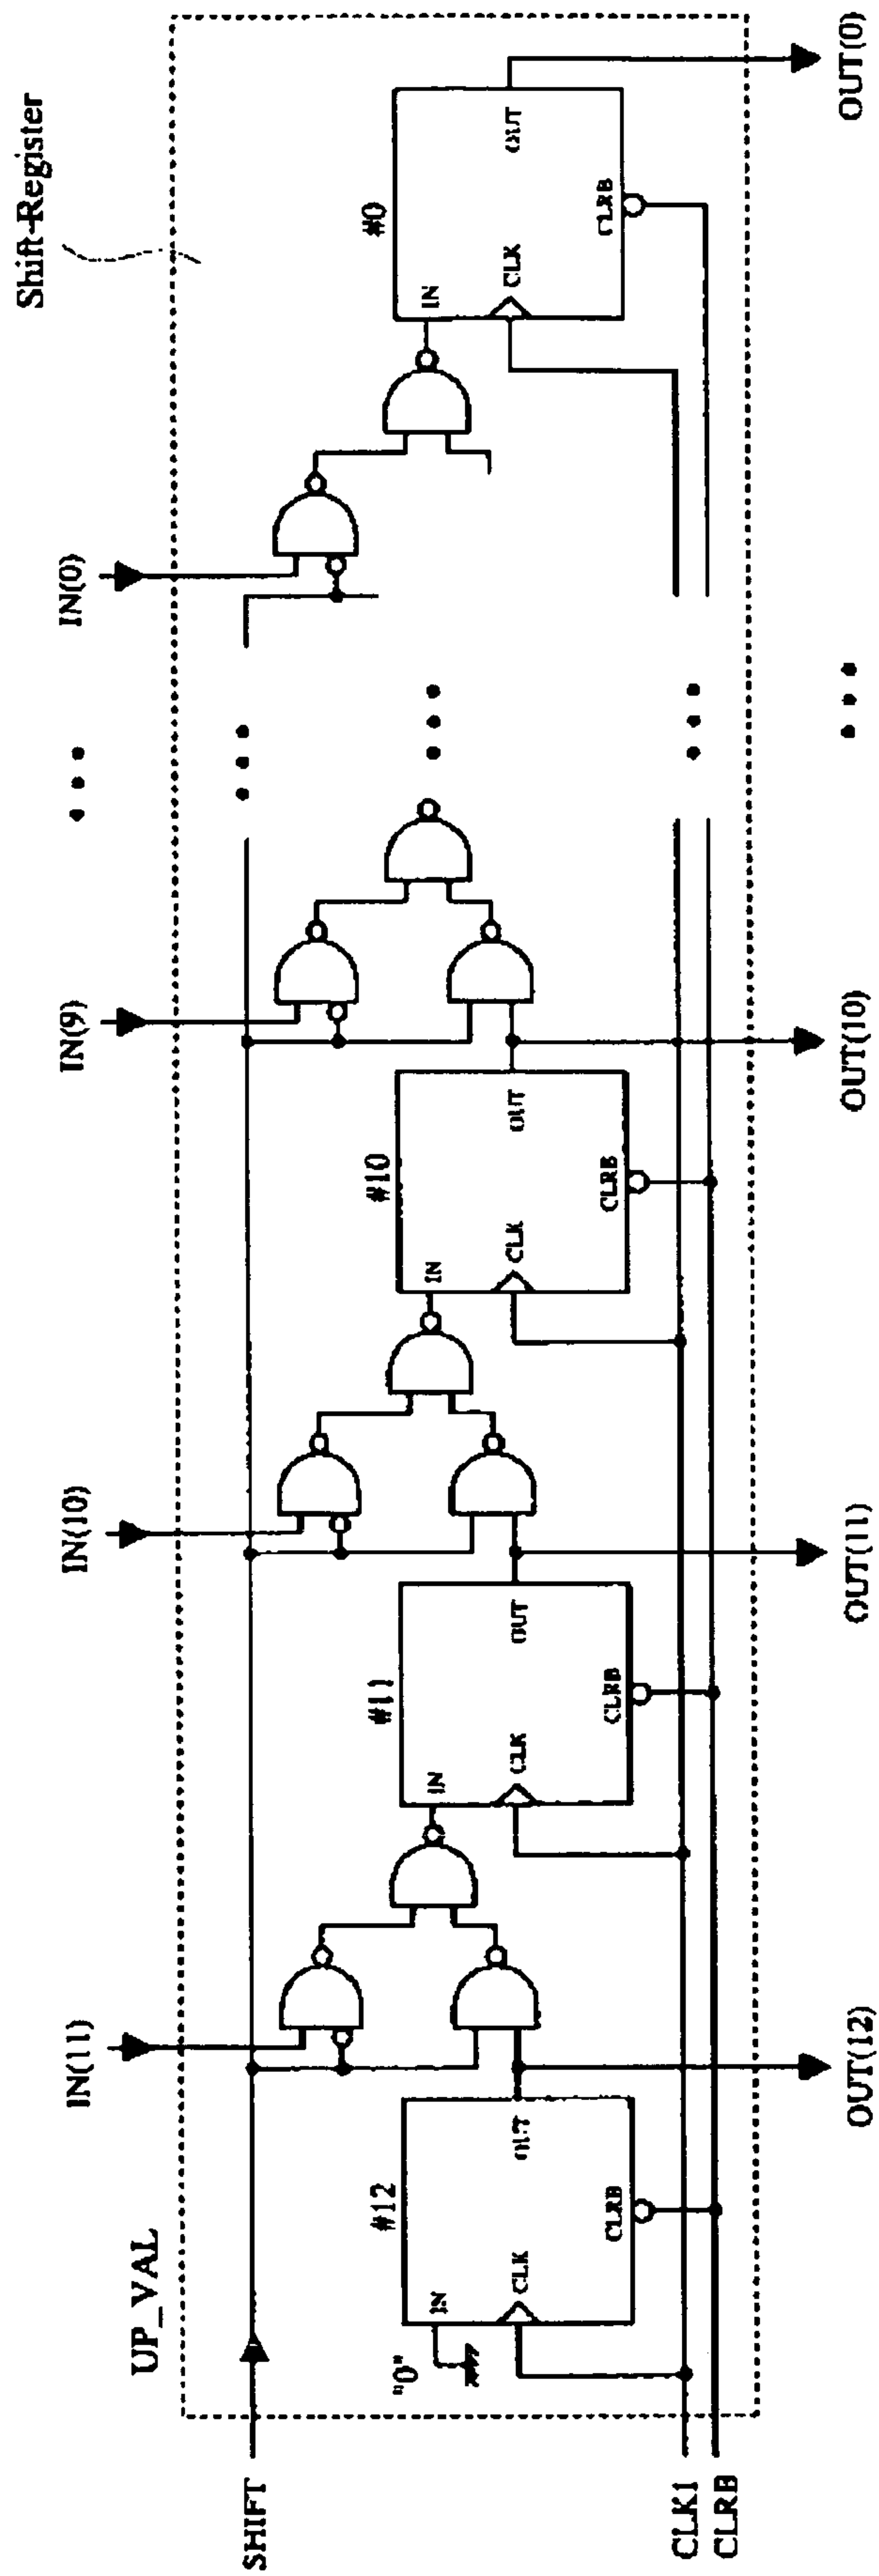 Shift-Register
UP_VAL
SHIFT
IN(11)
IN(10)
IN(9)
IN(0)
#12
IN
OUT
CLK
CLRB
"0"
#11
IN
OUT
CLK
CLRB
#10
IN
OUT
CLK
CLRB
#0
IN
OUT
CLK
CLRB
CLK1
CLRB
OUT(12)
OUT(11)
OUT(10)
OUT(0)